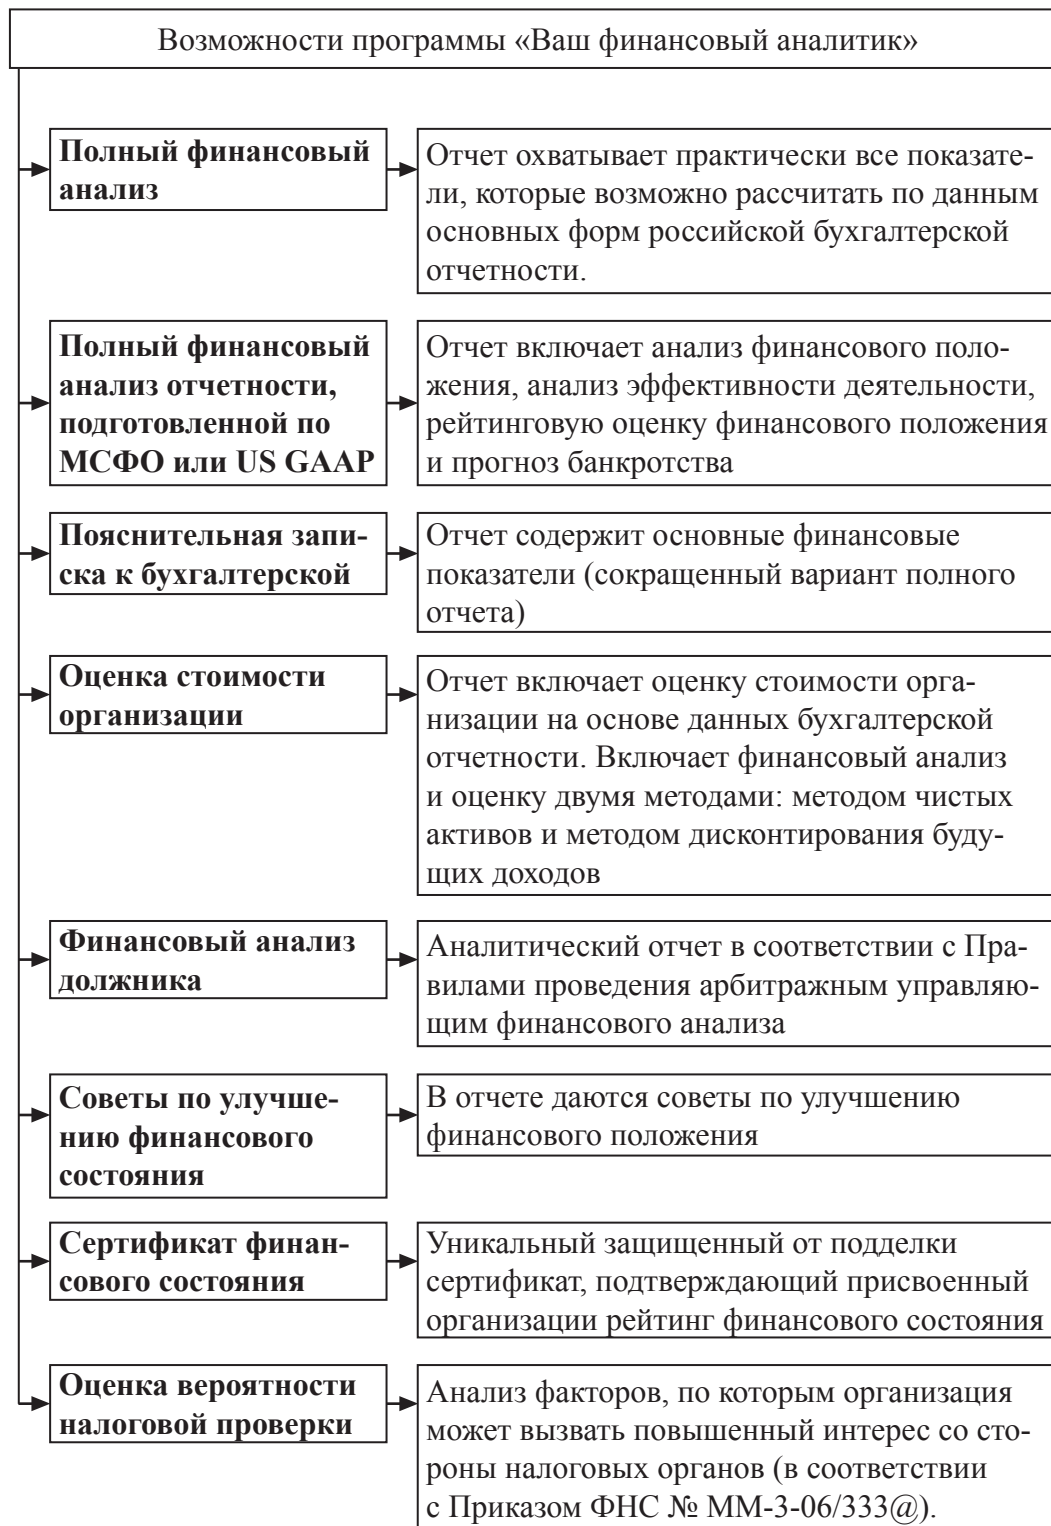 Возможности программы «Ваш финансовый аналитик»
Полный финансовый
анализ
Отчет охватывает практически все показате-
ли, которые возможно рассчитать по данным
основных форм российской бухгалтерской
отчетности.
Полный финансовый
анализ отчетности,
подготовленной по
МСФО или US GAAP
Отчет включает анализ финансового поло-
жения, анализ эффективности деятельности,
рейтинговую оценку финансового положения
и прогноз банкротства
Пояснительная запи-
ска к бухгалтерской
Отчет содержит основные финансовые
показатели (сокращенный вариант полного
отчета)
Оценка стоимости
организации
Отчет включает оценку стоимости орга-
низации на основе данных бухгалтерской
отчетности. Включает финансовый анализ
и оценку двумя методами: методом чистых
активов и методом дисконтирования буду-
щих доходов
Финансовый анализ
должника
Аналитический отчет в соответствии с Пра-
вилами проведения арбитражным управляю-
щим финансового анализа
Советы по улучше-
нию финансового
состояния
В отчете даются советы по улучшению
финансового положения
Сертификат финан-
сового состояния
Уникальный защищенный от подделки
сертификат, подтверждающий присвоенный
организации рейтинг финансового состояния
Оценка вероятности
налоговой проверки
Анализ факторов, по которым организация
может вызвать повышенный интерес со сто-
роны налоговых органов (в соответствии
с Приказом ФНС № ММ-3-06/333@).